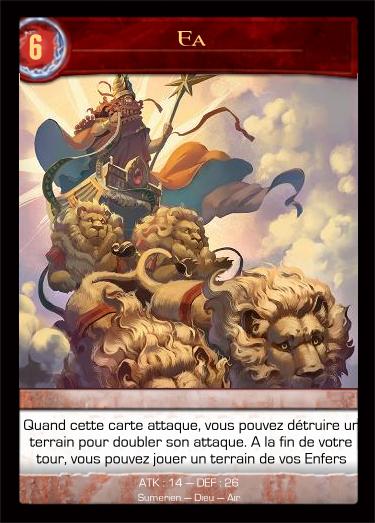 6
Ea
Quand cette carte attaque, vous pouvez détruire un
terrain pour doubler son attaque. A la fin de votre
tour, vous pouvez jouer un terrain de vos Enfers
ATK : 14 — DEF : 26
Sumerien — Dieu — Air